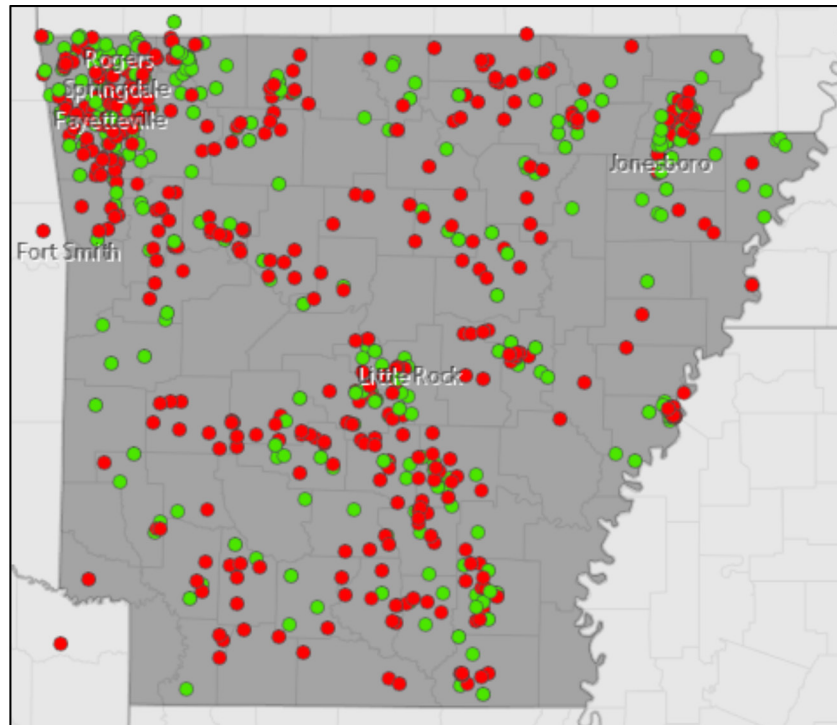 Rogers
Springdale
Fayetteville
Jonesboro
Fort Smith
Little Rock